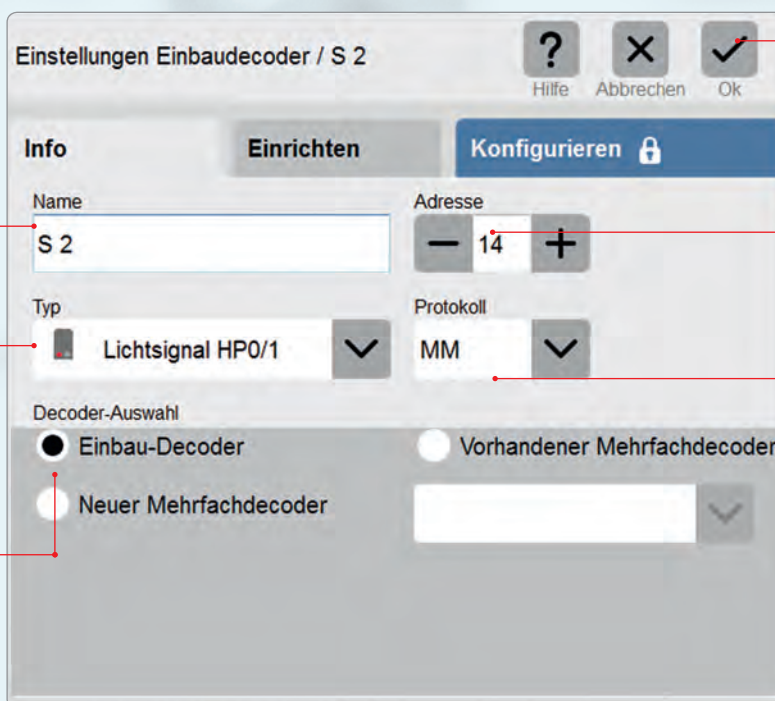 Einstellungen Einbaudecoder / S 2
?
Hilfe
Abbrechen
Ok
Info
Einrichten
Konfigurieren
Name
Adresse
S 2
14
Typ
Protokoll
Lichtsignal HP0/1
MM
Decoder-Auswahl
Einbau-Decoder
Vorhandener Mehrfachdecoder
Neuer Mehrfachdecoder